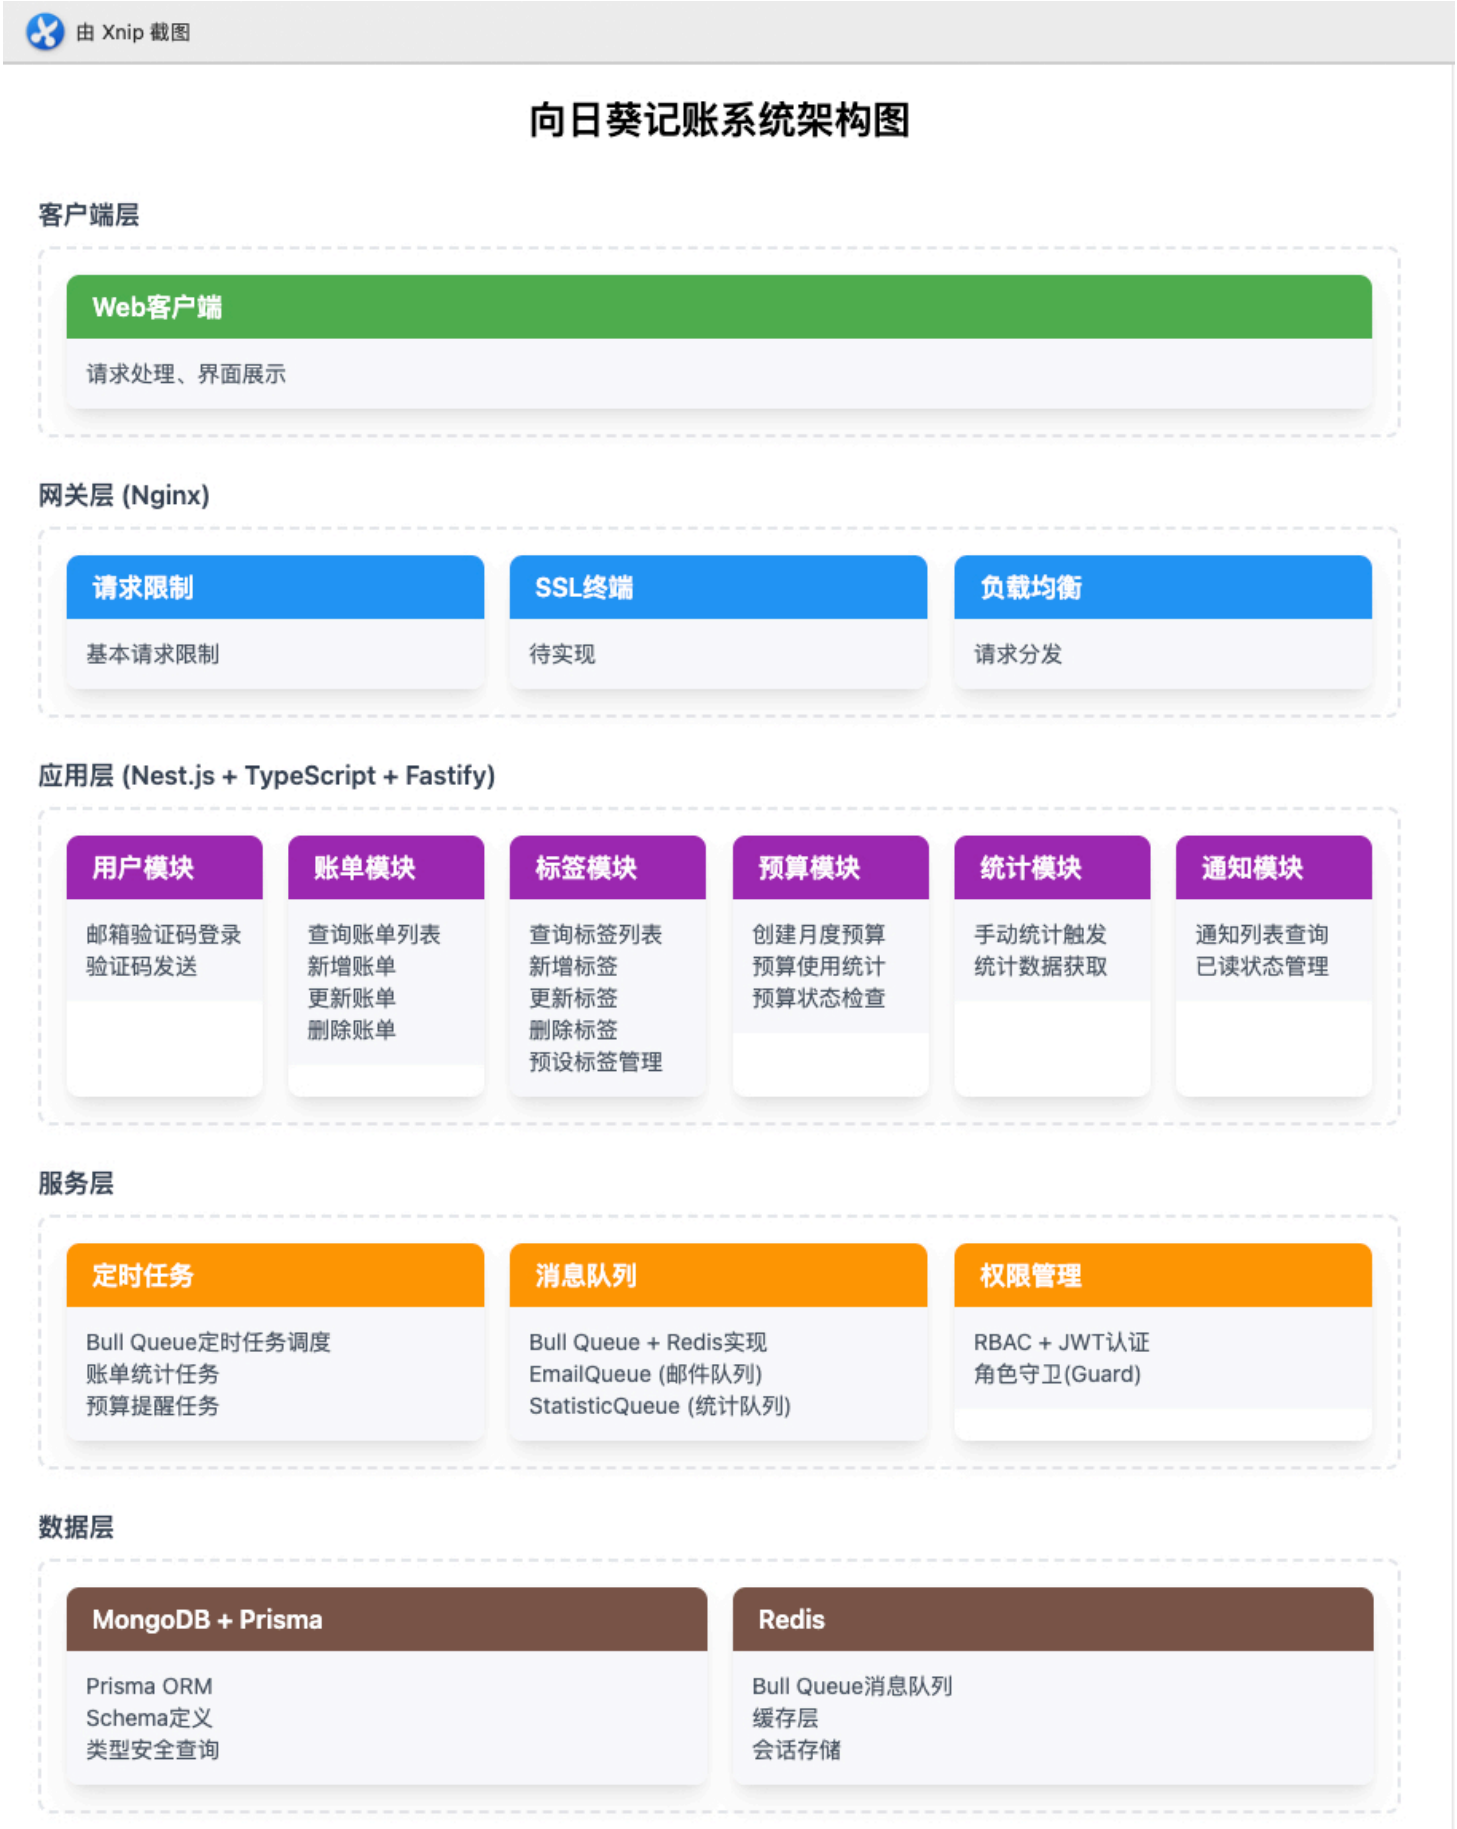 由 Xnip 截图
向日葵记账系统架构图
客户端层
Web客户端
请求处理、界面展示
网关层 (Nginx)
请求限制
基本请求限制
SSL终端
待实现
负载均衡
请求分发
应用层 (Nest.js + TypeScript + Fastify)
用户模块
邮箱验证码登录
验证码发送
账单模块
查询账单列表
新增账单
更新账单
删除账单
标签模块
查询标签列表
新增标签
更新标签
删除标签
预设标签管理
预算模块
创建月度预算
预算使用统计
预算状态检查
统计模块
手动统计触发
统计数据获取
通知模块
通知列表查询
已读状态管理
服务层
定时任务
Bull Queue定时任务调度
账单统计任务
预算提醒任务
消息队列
Bull Queue + Redis实现
EmailQueue (邮件队列)
StatisticQueue (统计队列)
权限管理
RBAC + JWT认证
角色守卫(Guard)
数据层
MongoDB + Prisma
Prisma ORM
Schema定义
类型安全查询
Redis
Bull Queue消息队列
缓存层
会话存储